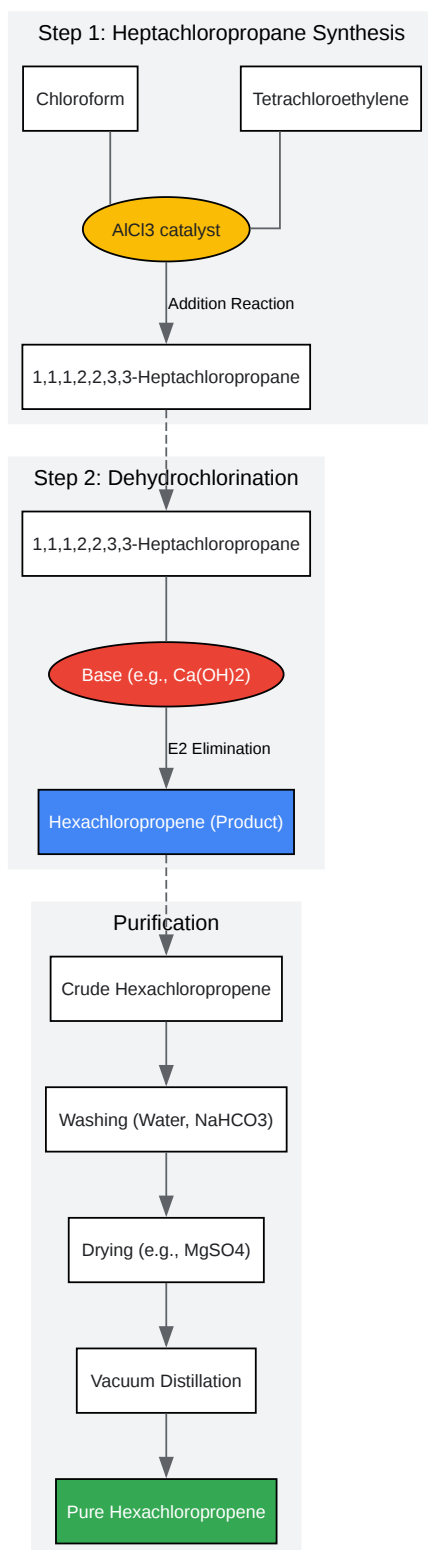 Step 1: Heptachloropropane Synthesis
Chloroform
Tetrachloroethylene
AlCl3 catalyst
Addition Reaction
1,1,1,2,2,3,3-Heptachloropropane
Step 2: Dehydrochlorination
1,1,1,2,2,3,3-Heptachloropropane
Base (e.g., Ca(OH)2)
E2 Elimination
Hexachloropropene (Product)
Purification
Crude Hexachloropropene
Washing (Water, NaHCO3)
Drying (e.g., MgSO4)
Vacuum Distillation
Pure Hexachloropropene